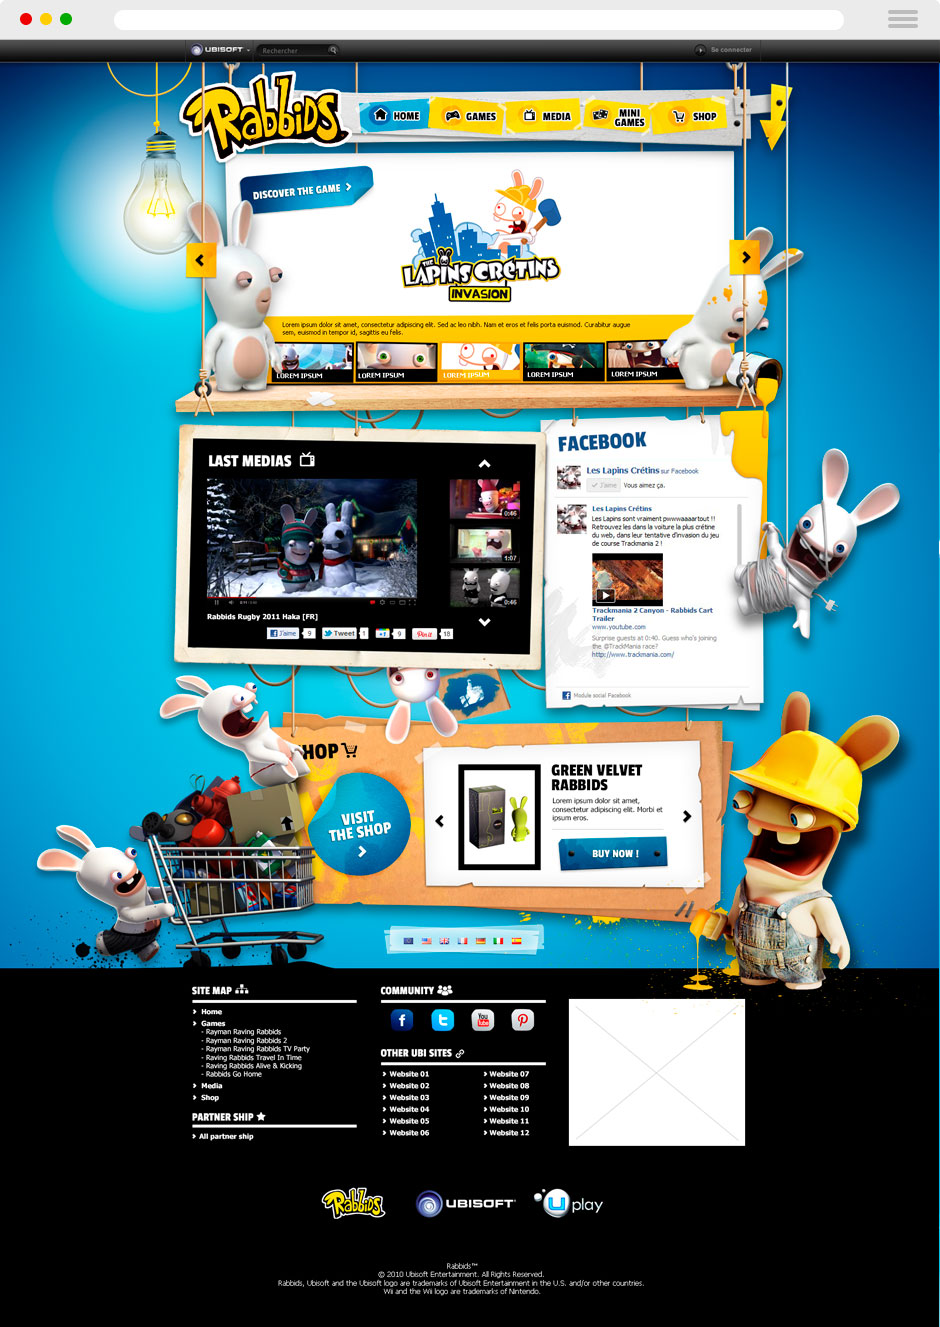 UBISOFT
Rechercher
Se connecter
Rabbids
HOME
GAMES
MEDIA
MINI
GAMES
SHOP
DISCOVER THE GAME
THE
LAPINS CRÉTINS
INVASION
Lorem ipsum dolor sit amet, consectetur adipiscing elit. Sed ac leo nibh. Nam et eros et felis porta euismod. Curabitur augue
sem, euismod in tempor id, sagittis eu felis.
LOREM IPSUM
LOREM IPSUM
LOREM IPSUM
LOREM IPSUM
LOREM IPSUM
LAST MEDIAS
0:46
1:07
0:46
Rabbids Rugby 2011 Haka [FR]
J'aime 9
Tweet 1
+1 9
Pinit 18
FACEBOOK
Les Lapins Crétins sur Facebook
J'aime Vous aimez ça.
Les Lapins Crétins
Les Lapins sont vraiment pwwwaaaartout !!
Retrouvez les dans la voiture la plus crétine
du web, dans leur tentative d'invasion du jeu
de course Trackmania 2 !
Trackmania 2 Canyon - Rabbids Cart
Trailer
www.youtube.com
Surprise guests at 0:40. Guess who's joining
the @TrackMania race?
http://www.trackmania.com/
Module social Facebook
HOP
VISIT
THE SHOP
GREEN VELVET
RABBIDS
Lorem ipsum dolor sit amet,
consectetur adipiscing elit. Morbi et
ipsum eros.
BUY NOW !
SITE MAP
Home
Games
- Rayman Raving Rabbids
- Rayman Raving Rabbids 2
- Rayman Raving Rabbids TV Party
- Raving Rabbids Travel In Time
- Raving Rabbids Alive & Kicking
- Rabbids Go Home
Media
Shop
PARTNER SHIP
All partner ship
COMMUNITY
You
Tube
OTHER UBI SITES
Website 01
Website 02
Website 03
Website 04
Website 05
Website 06
Website 07
Website 08
Website 09
Website 10
Website 11
Website 12
Rabbids
UBISOFT
Uplay
Rabbids™
© 2010 Ubisoft Entertainment. All Rights Reserved.
Rabbids, Ubisoft and the Ubisoft logo are trademarks of Ubisoft Entertainment in the U.S. and/or other countries.
Wii and the Wii logo are trademarks of Nintendo.